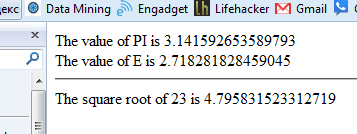 екс Data Mining Engadget Lifehacker Gmail
The value of PI is 3.141592653589793
The value of E is 2.718281828459045
The square root of 23 is 4.795831523312719